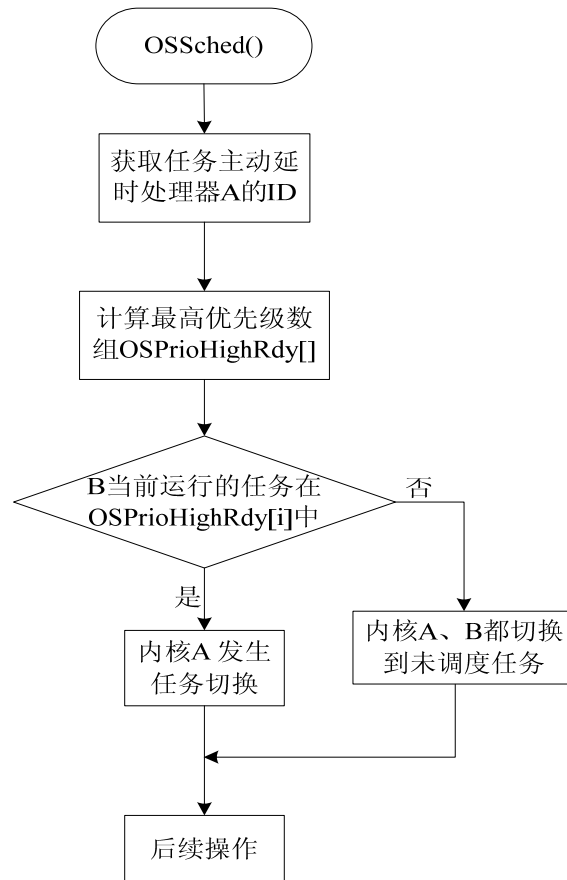 OSSched()
获取任务主动延
时处理器A的ID
计算最高优先级数
组OSPrioHighRdy[]
B当前运行的任务在
OSPrioHighRdy[i]中
否
是
内核A 发生
任务切换
内核A、B都切换
到未调度任务
后续操作